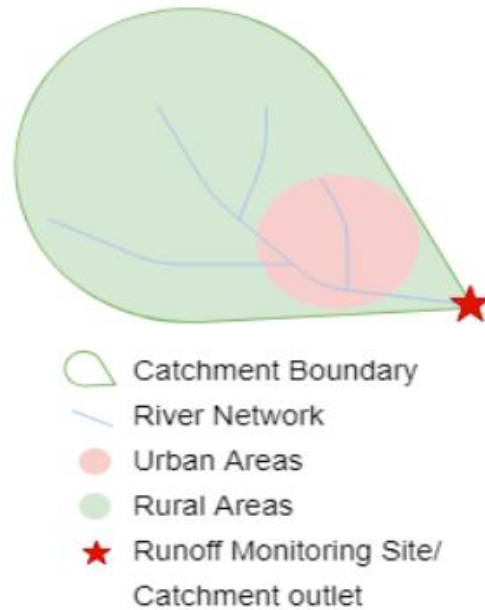 Catchment Boundary
River Network
Urban Areas
Rural Areas
Runoff Monitoring Site/
Catchment outlet